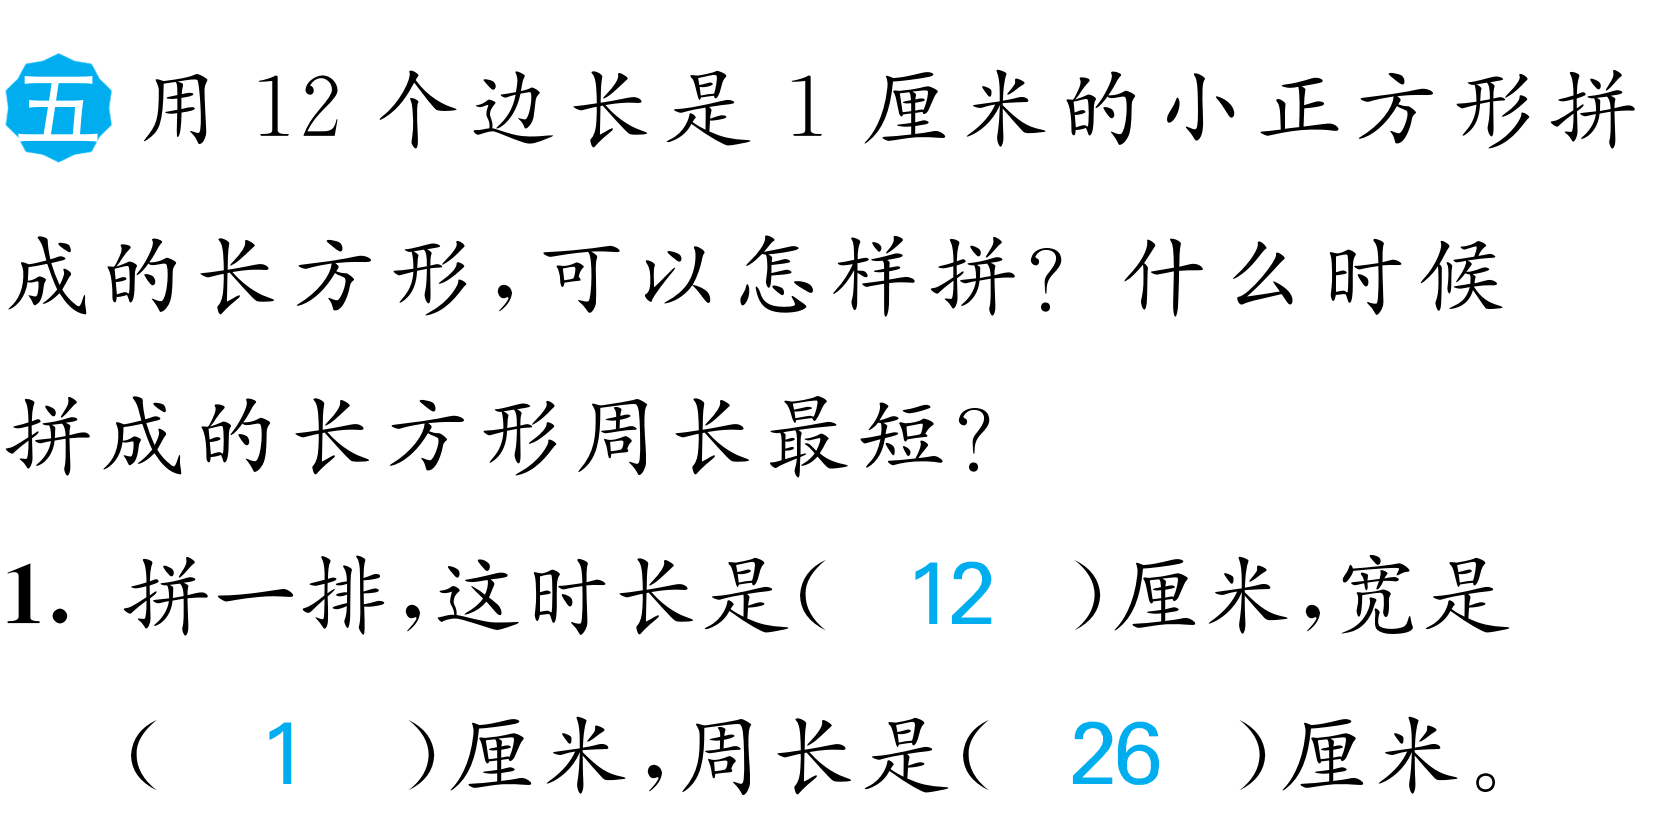 五 用 12 个边长是 1 厘米的小正方形拼
成的长方形,可以怎样拼? 什么时候
拼成的长方形周长最短?
1. 拼一排,这时长是( 12 )厘米,宽是
( 1 )厘米,周长是( 26 )厘米。